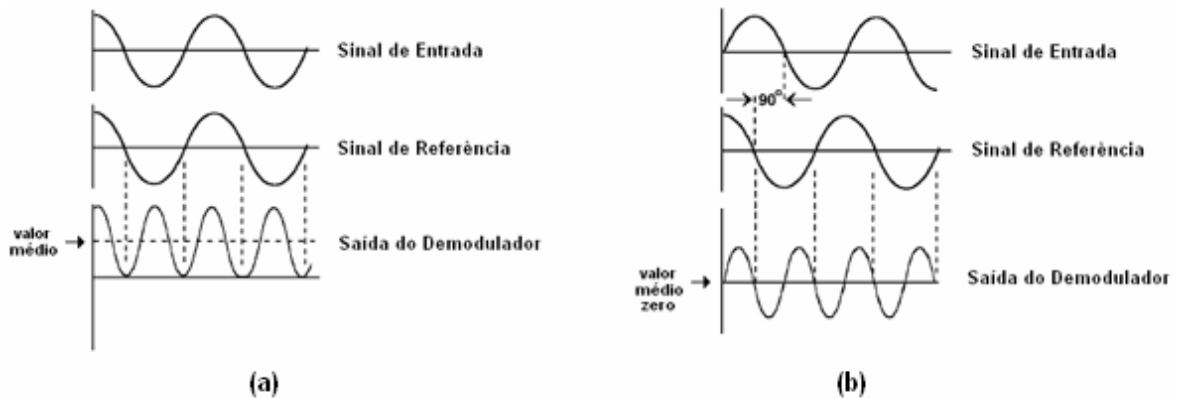 Sinal de Entrada
Sinal de Referência
valor
médio
Saída do Demodulador
(a)
Sinal de Entrada
90°
Sinal de Referência
valor
médio
zero
Saída do Demodulador
(b)